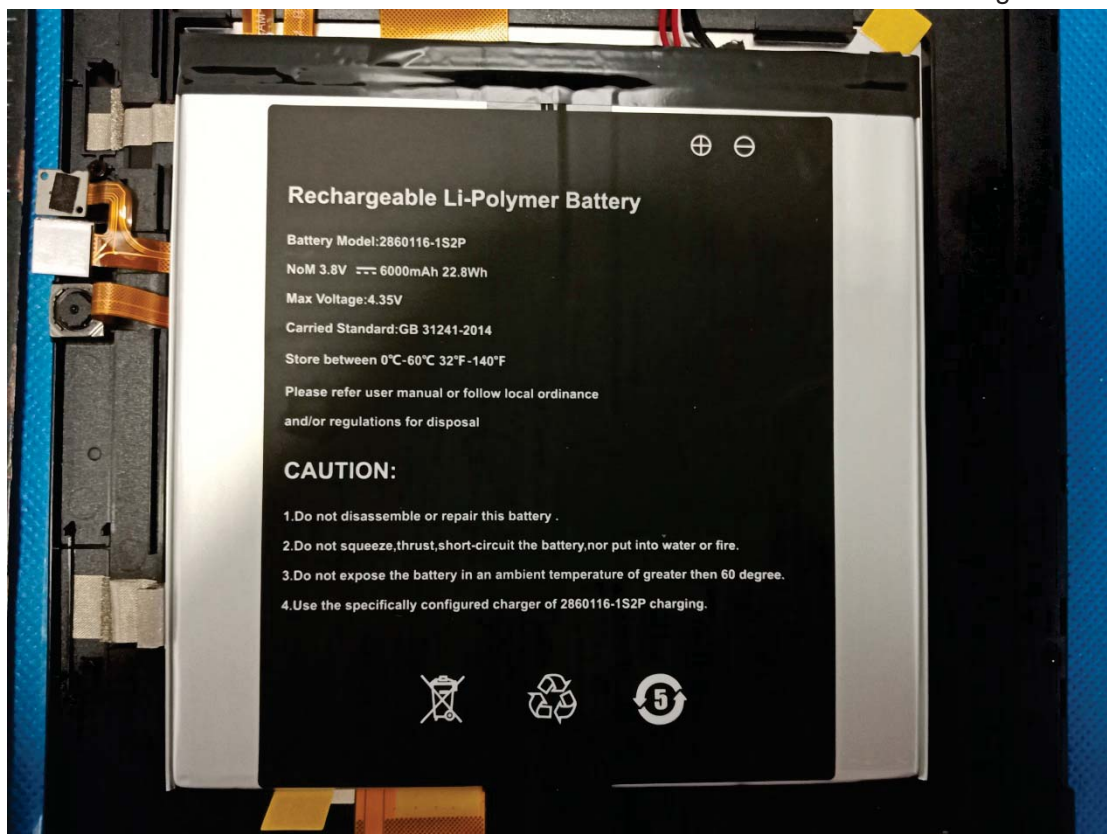 ⊕ ⊖
Rechargeable Li-Polymer Battery
Battery Model:2860116-1S2P
NoM 3.8V ⎓ 6000mAh 22.8Wh
Max Voltage:4.35V
Carried Standard:GB 31241-2014
Store between 0℃-60℃ 32°F-140°F
Please refer user manual or follow local ordinance
and/or regulations for disposal
CAUTION:
1.Do not disassemble or repair this battery .
2.Do not squeeze,thrust,short-circuit the battery,nor put into water or fire.
3.Do not expose the battery in an ambient temperature of greater then 60 degree.
4.Use the specifically configured charger of 2860116-1S2P charging.
5